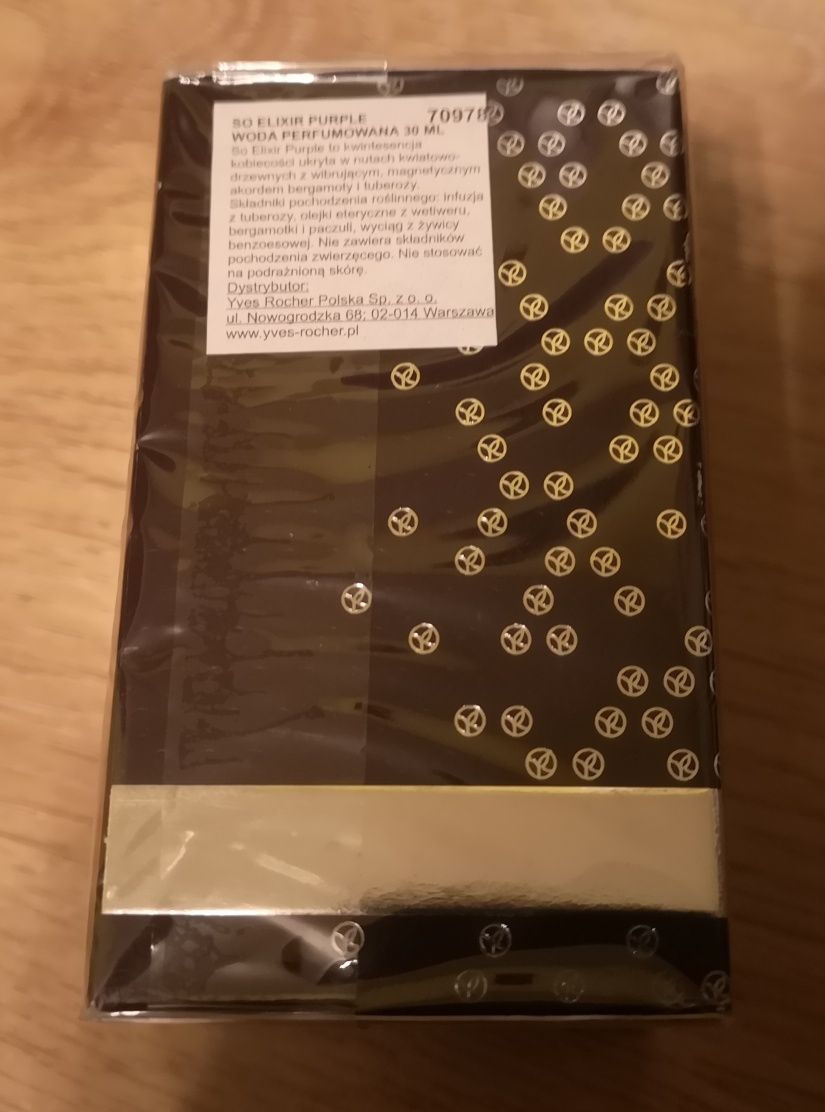 SO ELIXIR PURPLE 70978
WODA PERFUMOWANA 30 ML
So Elixir Purple to kwintesencja
kobiecości ukryta w nutach kwiatowo-
drzewnych z wibrującym, magnetycznym
akordem bergamoty i tuberozy.
Składniki pochodzenia roślinnego: infuzja
z tuberozy, olejki eteryczne z wetiweru,
bergamotki i paczuli, wyciąg z żywicy
benzoesowej. Nie zawiera składników
pochodzenia zwierzęcego. Nie stosować
na podrażnioną skórę.
Dystrybutor:
Yves Rocher Polska Sp. z o. o.
ul. Nowogrodzka 68; 02-014 Warszawa
www.yves-rocher.pl